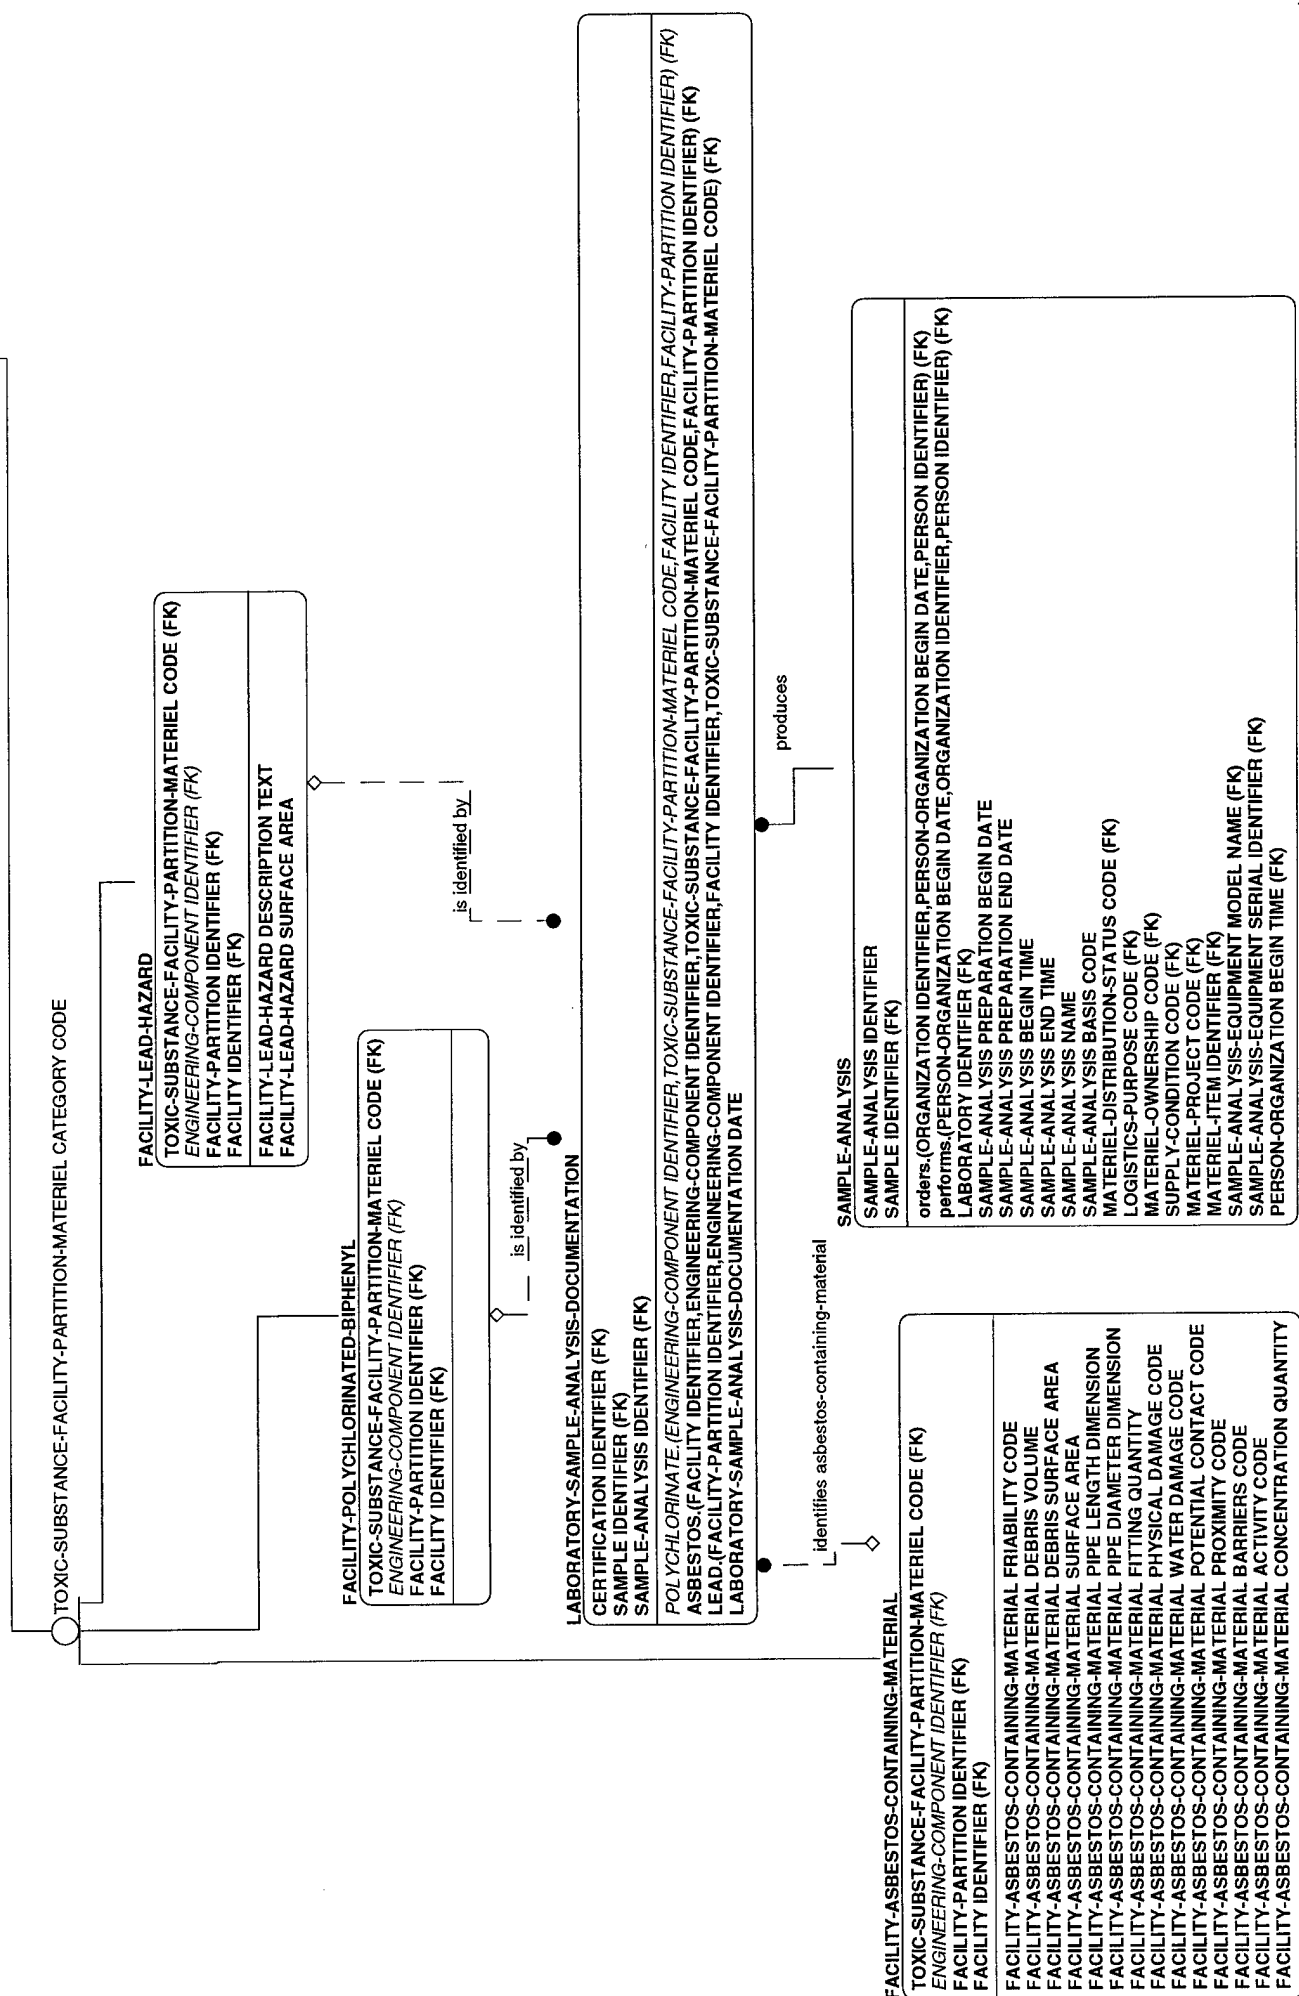 TOXIC-SUBSTANCE-FACILITY-PARTITION-MATERIEL CATEGORY CODE
FACILITY-LEAD-HAZARD
TOXIC-SUBSTANCE-FACILITY-PARTITION-MATERIEL CODE (FK)
ENGINEERING-COMPONENT IDENTIFIER (FK)
FACILITY-PARTITION IDENTIFIER (FK)
FACILITY IDENTIFIER (FK)
FACILITY-LEAD-HAZARD DESCRIPTION TEXT
FACILITY-LEAD-HAZARD SURFACE AREA
is identified by
FACILITY-POLYCHLORINATED-BIPHENYL
TOXIC-SUBSTANCE-FACILITY-PARTITION-MATERIEL CODE (FK)
ENGINEERING-COMPONENT IDENTIFIER (FK)
FACILITY-PARTITION IDENTIFIER (FK)
FACILITY IDENTIFIER (FK)
is identified by
LABORATORY-SAMPLE-ANALYSIS-DOCUMENTATION
CERTIFICATION IDENTIFIER (FK)
SAMPLE IDENTIFIER (FK)
SAMPLE-ANALYSIS IDENTIFIER (FK)
POLYCHLORINATE.(ENGINEERING-COMPONENT IDENTIFIER,TOXIC-SUBSTANCE-FACILITY-PARTITION-MATERIEL CODE,FACILITY IDENTIFIER,FACILITY-PARTITION IDENTIFIER) (FK)
ASBESTOS.(FACILITY IDENTIFIER,ENGINEERING-COMPONENT IDENTIFIER,TOXIC-SUBSTANCE-FACILITY-PARTITION-MATERIEL CODE,FACILITY-PARTITION IDENTIFIER) (FK)
LEAD.(FACILITY-PARTITION IDENTIFIER,ENGINEERING-COMPONENT IDENTIFIER,FACILITY IDENTIFIER,TOXIC-SUBSTANCE-FACILITY-PARTITION-MATERIEL CODE) (FK)
LABORATORY-SAMPLE-ANALYSIS-DOCUMENTATION DATE
produces
identifies asbestos-containing-material
SAMPLE-ANALYSIS
SAMPLE-ANALYSIS IDENTIFIER
SAMPLE IDENTIFIER (FK)
orders.(ORGANIZATION IDENTIFIER,PERSON-ORGANIZATION BEGIN DATE,PERSON IDENTIFIER) (FK)
performs.(PERSON-ORGANIZATION BEGIN DATE,ORGANIZATION IDENTIFIER,PERSON IDENTIFIER) (FK)
LABORATORY IDENTIFIER (FK)
SAMPLE-ANALYSIS PREPARATION BEGIN DATE
SAMPLE-ANALYSIS PREPARATION END DATE
SAMPLE-ANALYSIS BEGIN TIME
SAMPLE-ANALYSIS END TIME
SAMPLE-ANALYSIS NAME
SAMPLE-ANALYSIS BASIS CODE
MATERIEL-DISTRIBUTION-STATUS CODE (FK)
LOGISTICS-PURPOSE CODE (FK)
MATERIEL-OWNERSHIP CODE (FK)
SUPPLY-CONDITION CODE (FK)
MATERIEL-PROJECT CODE (FK)
MATERIEL-ITEM IDENTIFIER (FK)
SAMPLE-ANALYSIS-EQUIPMENT MODEL NAME (FK)
SAMPLE-ANALYSIS-EQUIPMENT SERIAL IDENTIFIER (FK)
PERSON-ORGANIZATION BEGIN TIME (FK)
FACILITY-ASBESTOS-CONTAINING-MATERIAL
TOXIC-SUBSTANCE-FACILITY-PARTITION-MATERIEL CODE (FK)
ENGINEERING-COMPONENT IDENTIFIER (FK)
FACILITY-PARTITION IDENTIFIER (FK)
FACILITY IDENTIFIER (FK)
FACILITY-ASBESTOS-CONTAINING-MATERIAL FRIABILITY CODE
FACILITY-ASBESTOS-CONTAINING-MATERIAL DEBRIS VOLUME
FACILITY-ASBESTOS-CONTAINING-MATERIAL DEBRIS SURFACE AREA
FACILITY-ASBESTOS-CONTAINING-MATERIAL SURFACE AREA
FACILITY-ASBESTOS-CONTAINING-MATERIAL PIPE LENGTH DIMENSION
FACILITY-ASBESTOS-CONTAINING-MATERIAL PIPE DIAMETER DIMENSION
FACILITY-ASBESTOS-CONTAINING-MATERIAL FITTING QUANTITY
FACILITY-ASBESTOS-CONTAINING-MATERIAL PHYSICAL DAMAGE CODE
FACILITY-ASBESTOS-CONTAINING-MATERIAL WATER DAMAGE CODE
FACILITY-ASBESTOS-CONTAINING-MATERIAL POTENTIAL CONTACT CODE
FACILITY-ASBESTOS-CONTAINING-MATERIAL PROXIMITY CODE
FACILITY-ASBESTOS-CONTAINING-MATERIAL BARRIERS CODE
FACILITY-ASBESTOS-CONTAINING-MATERIAL ACTIVITY CODE
FACILITY-ASBESTOS-CONTAINING-MATERIAL CONCENTRATION QUANTITY